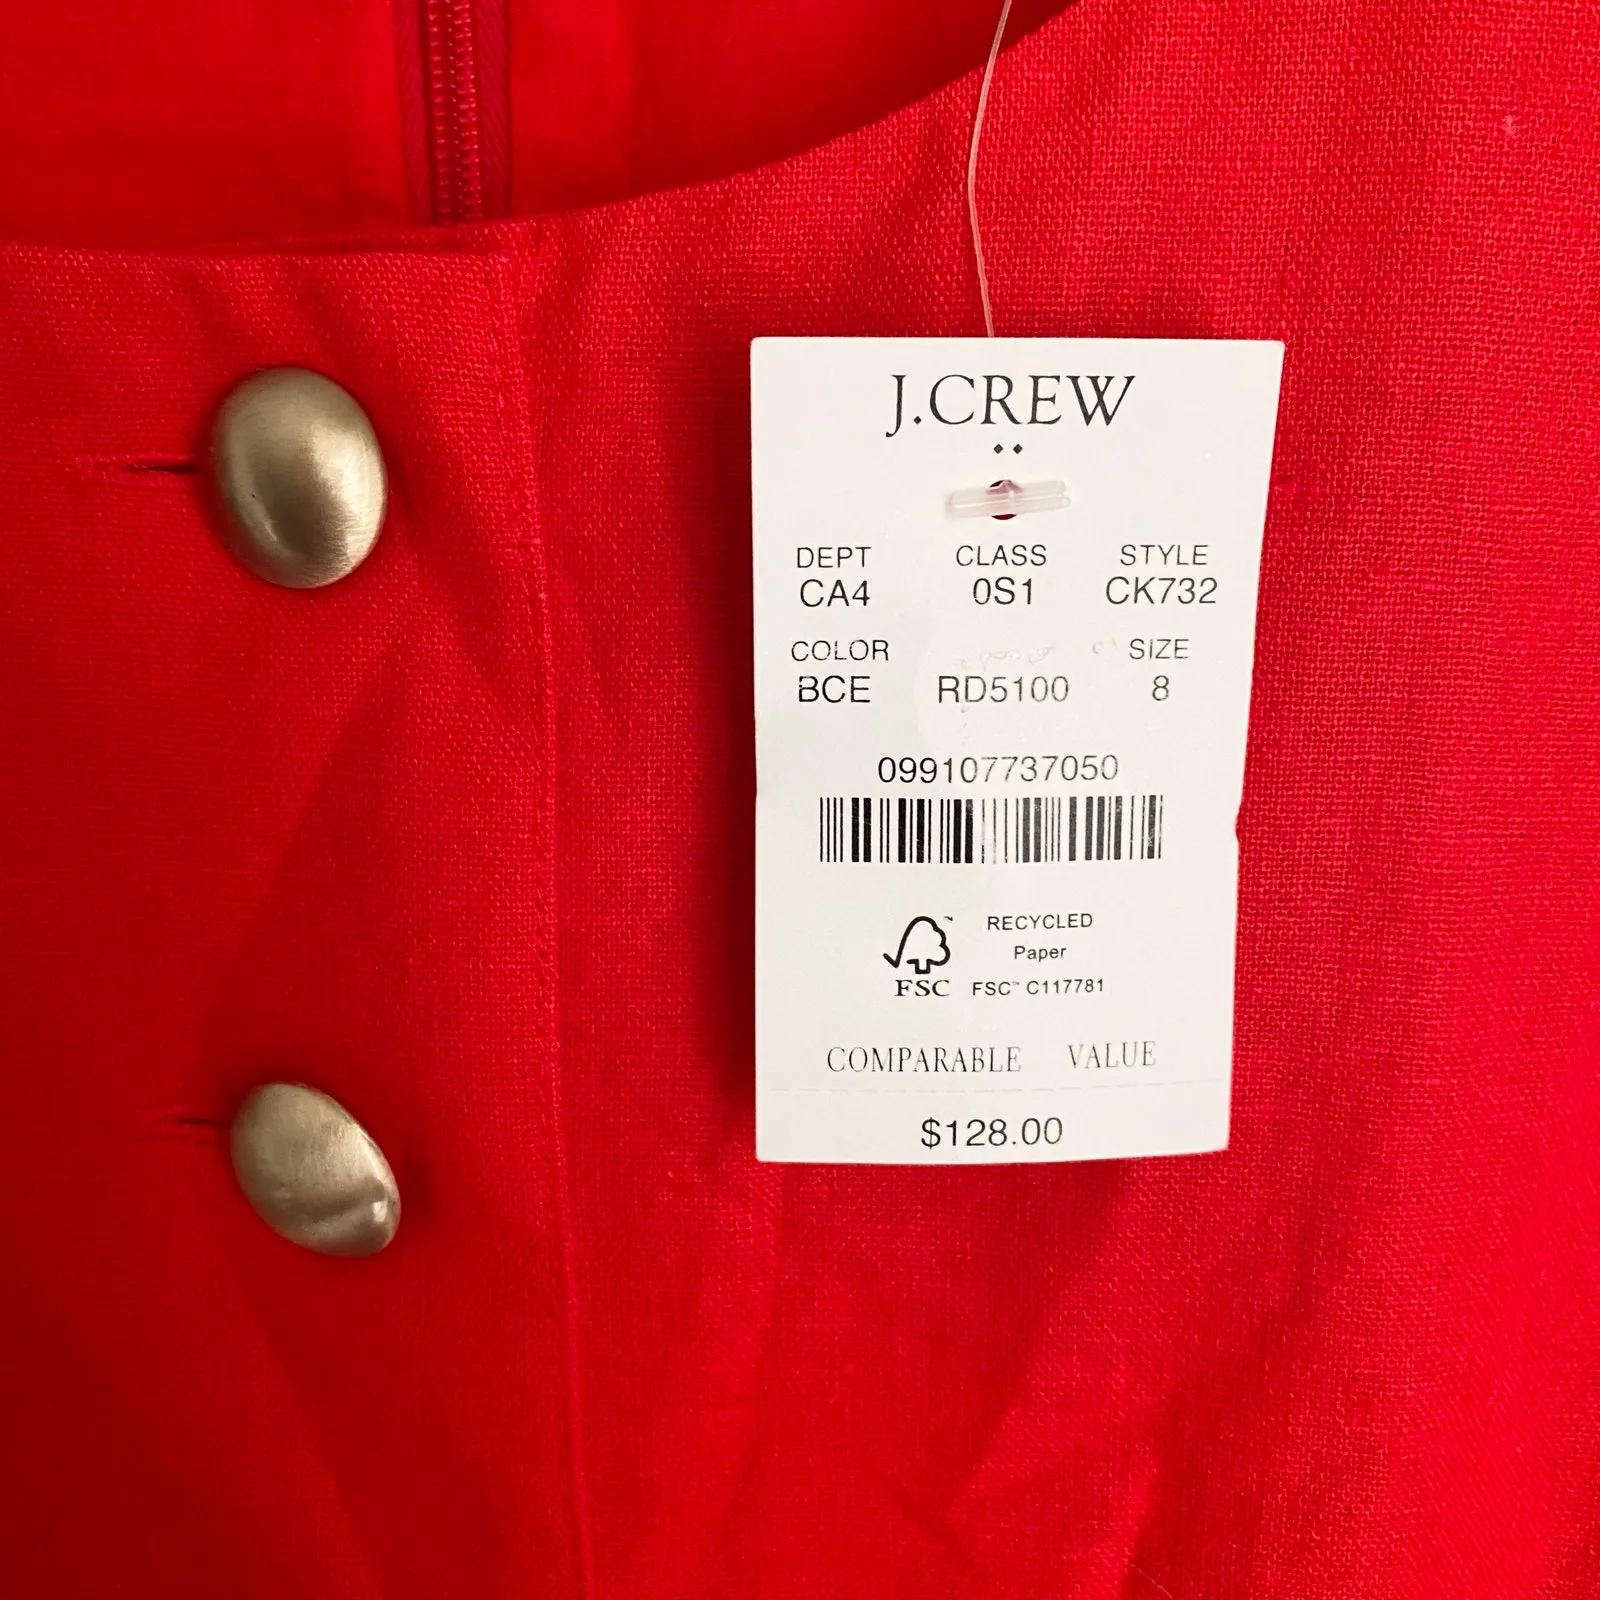 J.CREW
DEPT CLASS STYLE
CA4 0S1 CK732
COLOR SIZE
BCE RD5100 8
099107737050
RECYCLED
Paper
FSC FSC™ C117781
COMPARABLE VALUE
$128.00